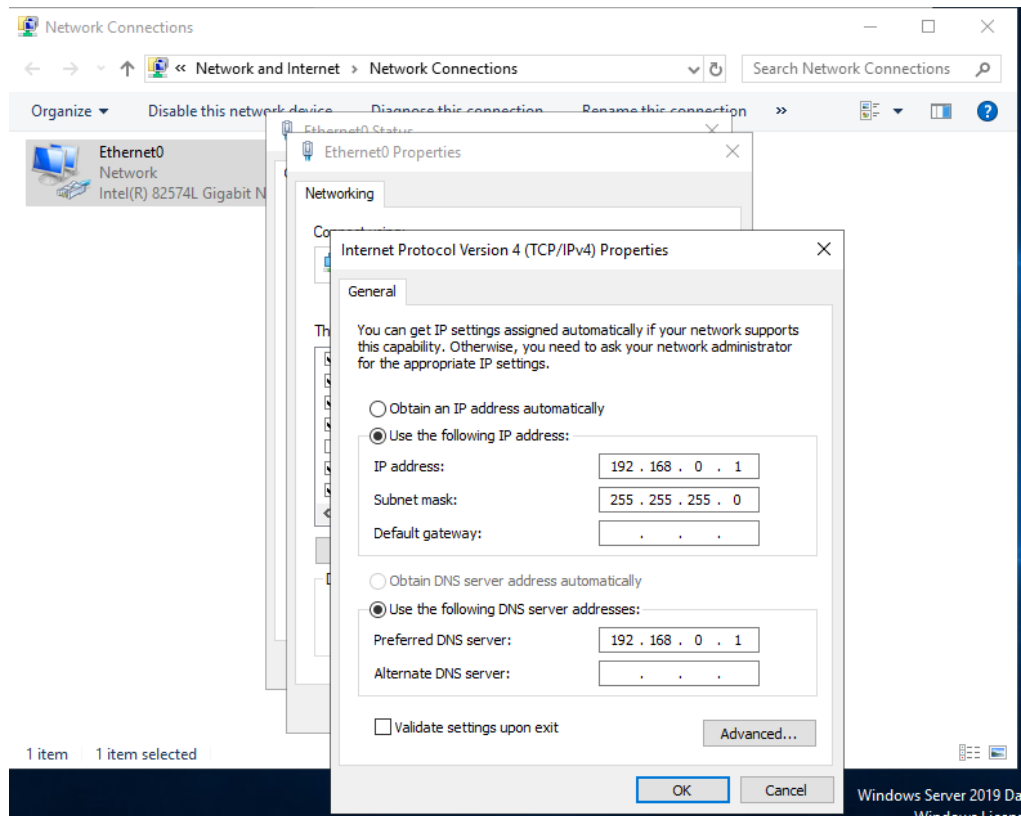 Network Connections
« Network and Internet > Network Connections
Search Network Connections
Organize Disable this network device Diagnose this connection Rename this connection »
Ethernet0
Network
Intel(R) 82574L Gigabit N
Ethernet0 Status
Ethernet0 Properties
Networking
Internet Protocol Version 4 (TCP/IPv4) Properties
General
You can get IP settings assigned automatically if your network supports
this capability. Otherwise, you need to ask your network administrator
for the appropriate IP settings.
Obtain an IP address automatically
Use the following IP address:
IP address: 192 . 168 . 0 . 1
Subnet mask: 255 . 255 . 255 . 0
Default gateway: . . .
Obtain DNS server address automatically
Use the following DNS server addresses:
Preferred DNS server: 192 . 168 . 0 . 1
Alternate DNS server: . . .
Validate settings upon exit
Advanced...
OK Cancel
1 item 1 item selected
Windows Server 2019 Da